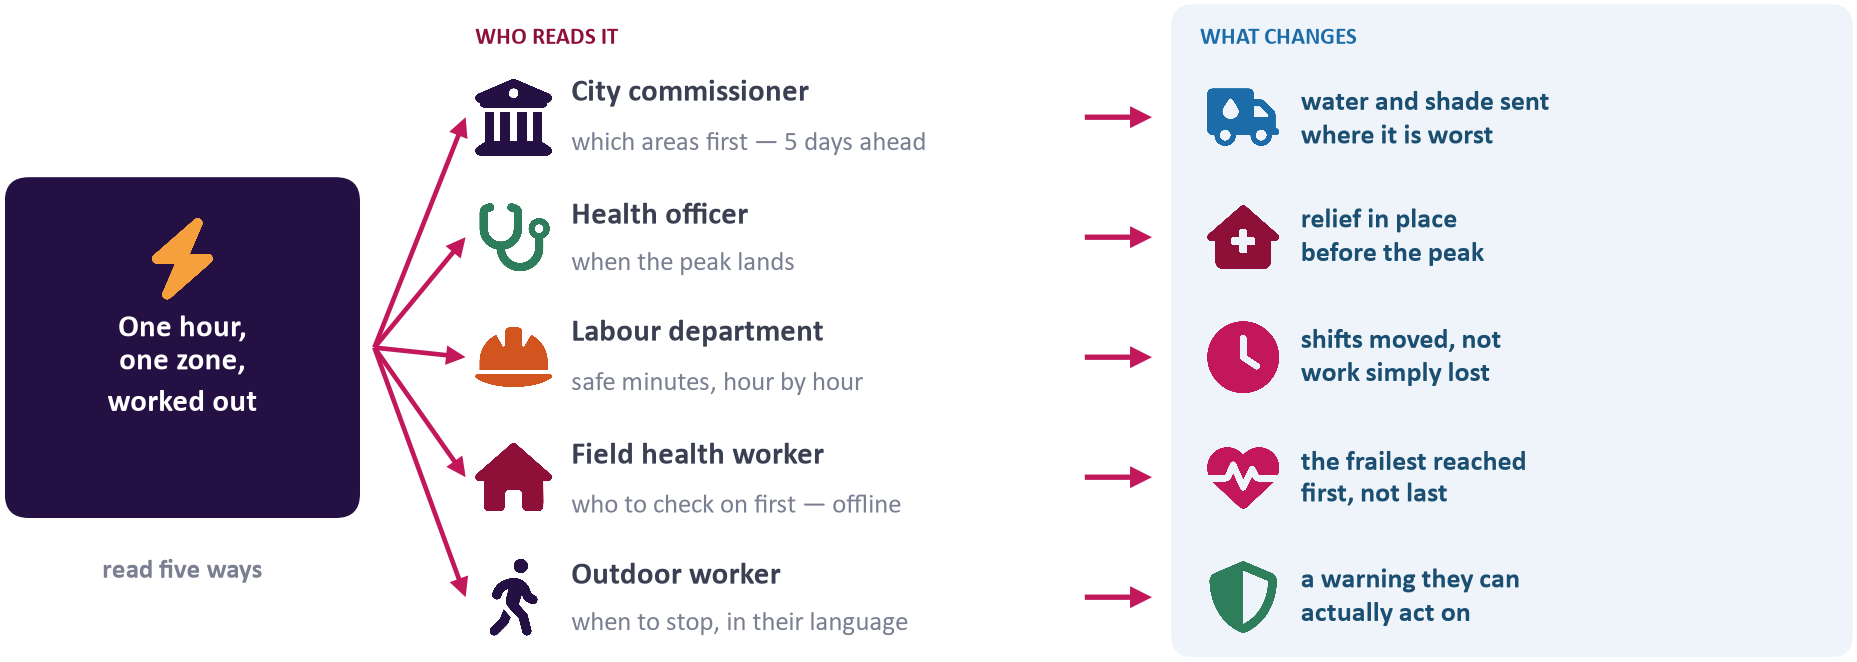 One hour,
one zone,
worked out
read five ways
WHO READS IT
City commissioner
which areas first — 5 days ahead
Health officer
when the peak lands
Labour department
safe minutes, hour by hour
Field health worker
who to check on first — offline
Outdoor worker
when to stop, in their language
WHAT CHANGES
water and shade sent
where it is worst
relief in place
before the peak
shifts moved, not
work simply lost
the frailest reached
first, not last
a warning they can
actually act on